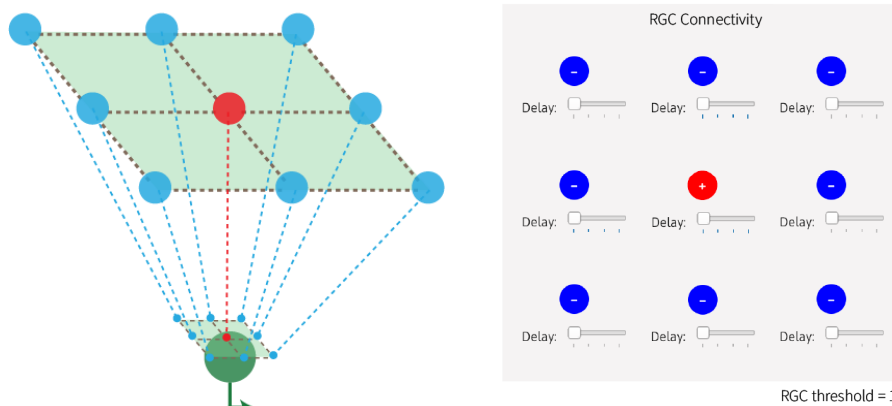 RGC Connectivity
- - -
Delay: Delay: Delay:
- + -
Delay: Delay: Delay:
- - -
Delay: Delay: Delay:
RGC threshold =